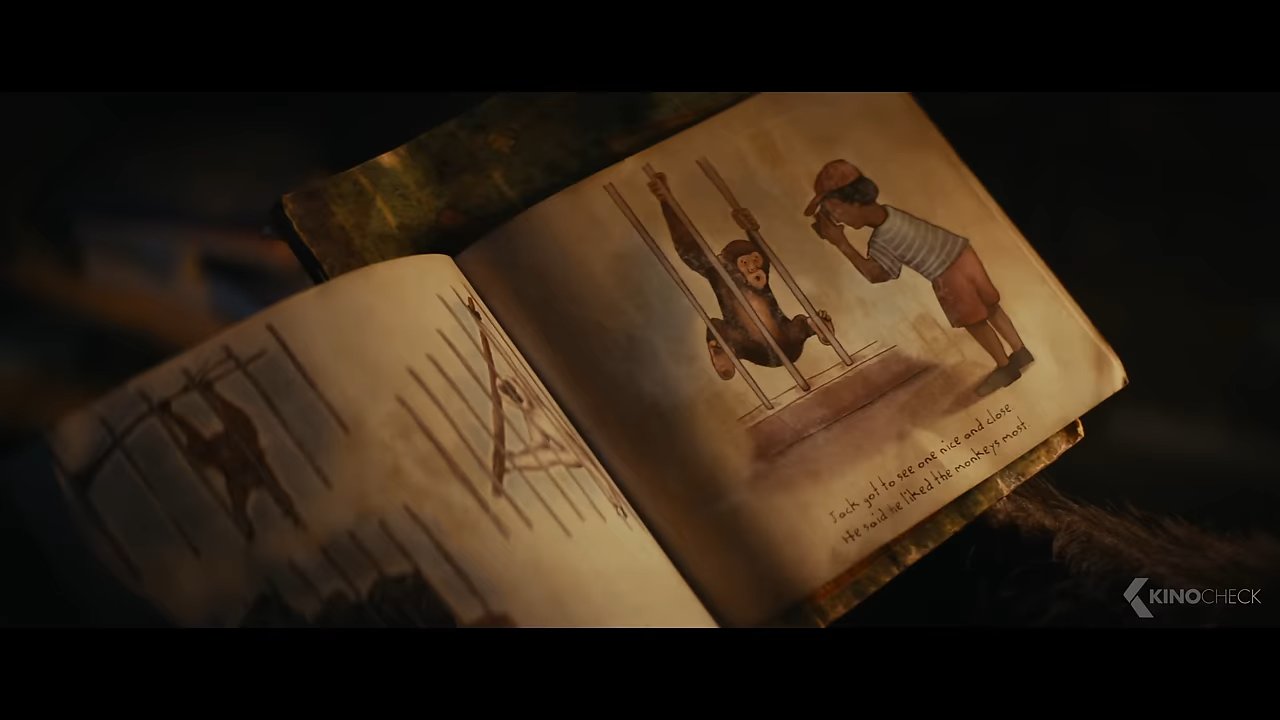 Jack got to see one nice and close
He said he liked the monkeys most.
KINOCHECK